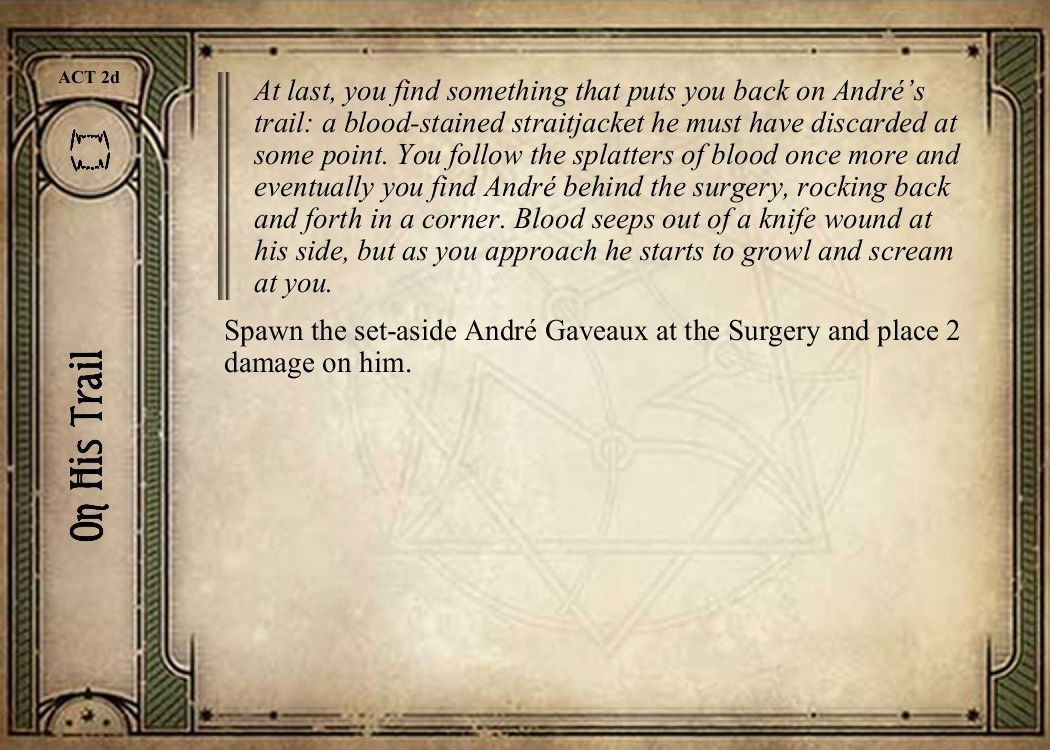 ACT 2d
On His Trail
At last, you find something that puts you back on André’s
trail: a blood-stained straitjacket he must have discarded at
some point. You follow the splatters of blood once more and
eventually you find André behind the surgery, rocking back
and forth in a corner. Blood seeps out of a knife wound at
his side, but as you approach he starts to growl and scream
at you.
Spawn the set-aside André Gaveaux at the Surgery and place 2
damage on him.